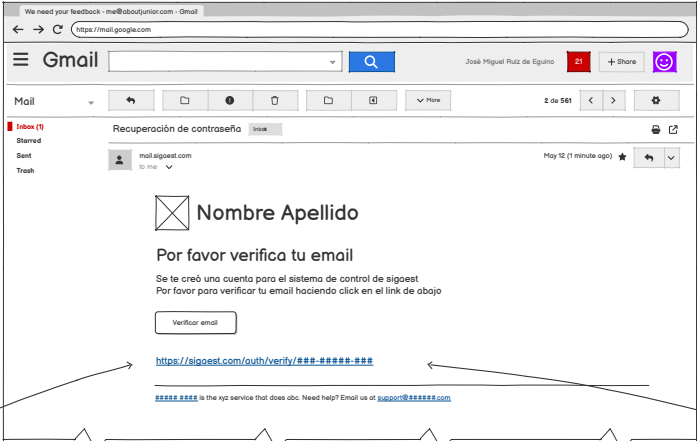 We need your feedback - me@aboutjunior.com - Gmail
https://mail.google.com
Gmail
José Miguel Ruiz de Eguino
21
+ Share
Mail
More
2 de 561
Inbox (1)
Recuperación de contraseña
Inbox
Starred
Sent
mail.sigaest.com
May 12 (1 minute ago)
to me
Trash
Nombre Apellido
Por favor verifica tu email
Se te creó una cuenta para el sistema de control de sigaest
Por favor para verificar tu email haciendo click en el link de abajo
Verificar email
https://sigaest.com/auth/verify/###-#####-###
#####.#### is the xyz service that does abc. Need help? Email us at support@######.com